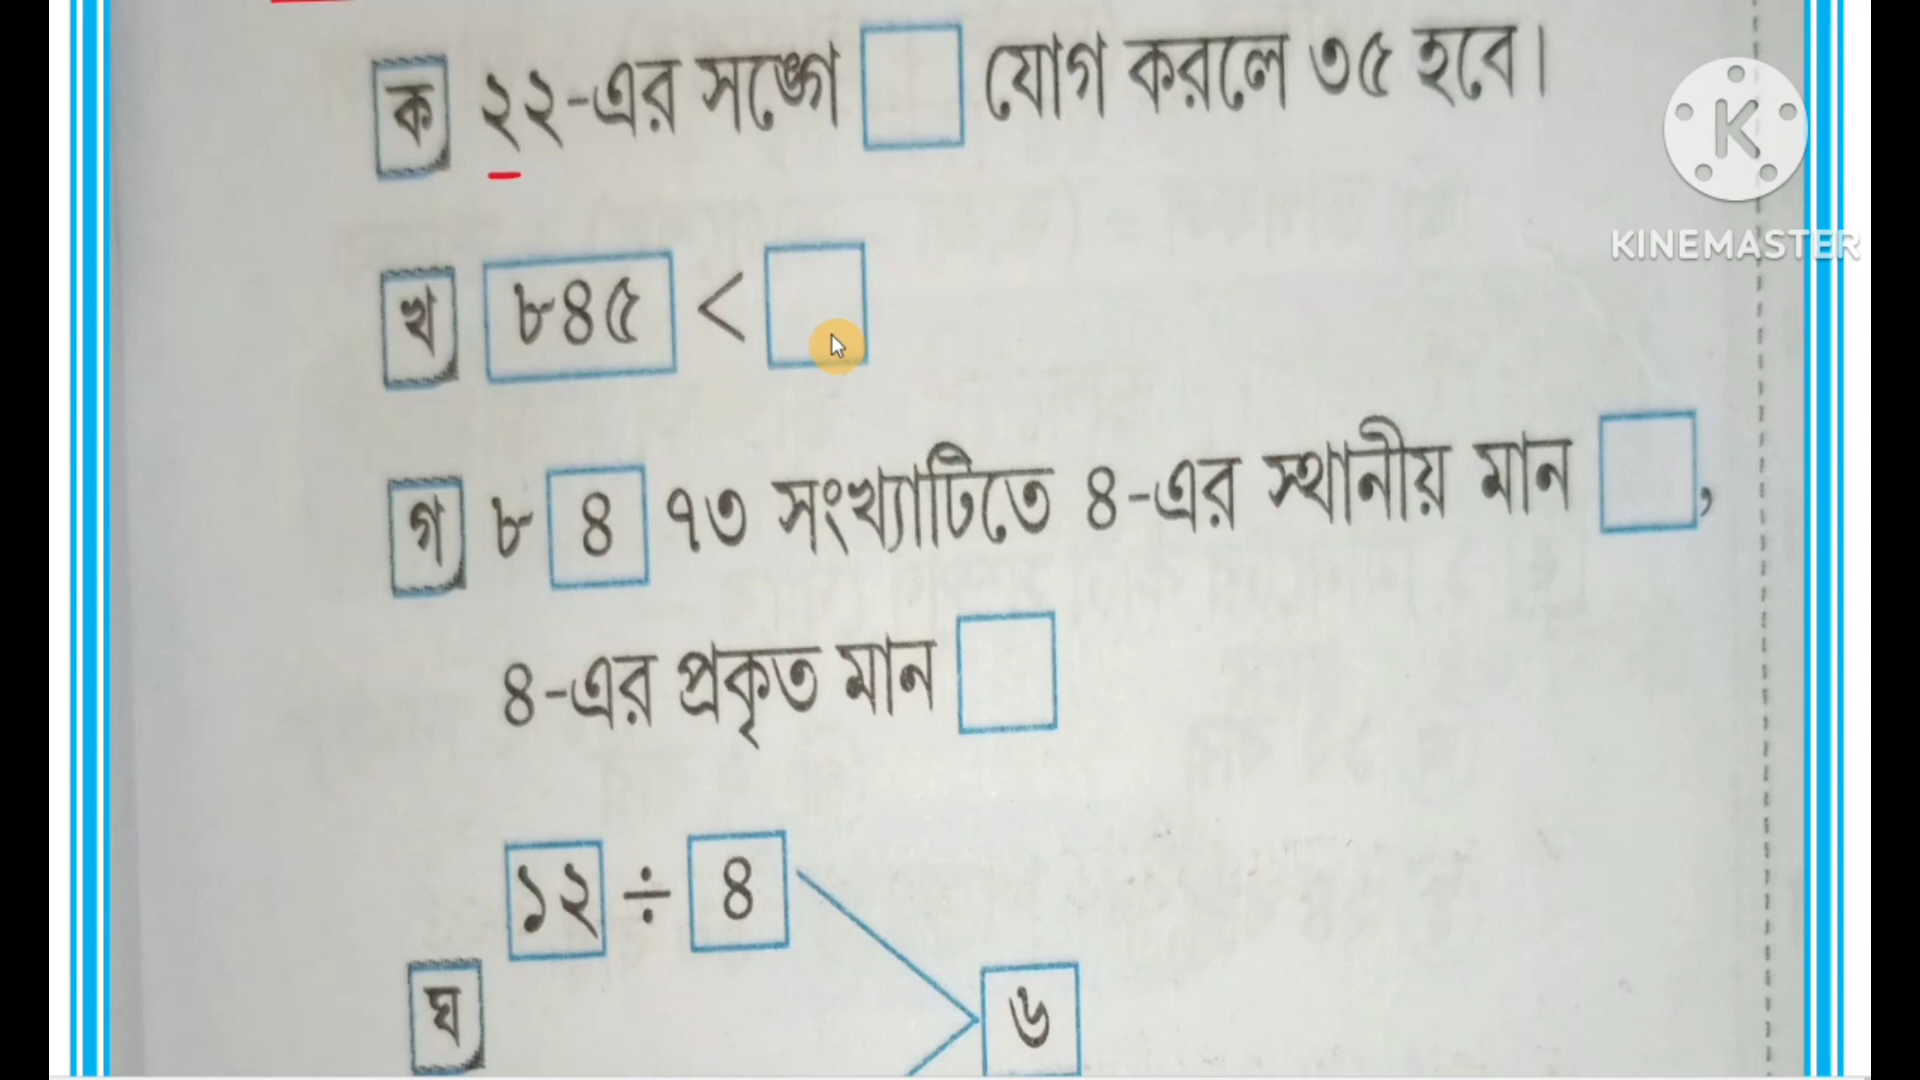 ক ২২-এর সঙ্গে যোগ করলে ৩৫ হবে।
K
KINEMASTER
খ ৮৪৫ <
গ ৮ ৪ ৭৩ সংখ্যাটিতে ৪-এর স্থানীয় মান ,
৪-এর প্রকৃত মান
১২ ÷ ৪
ঘ ৬